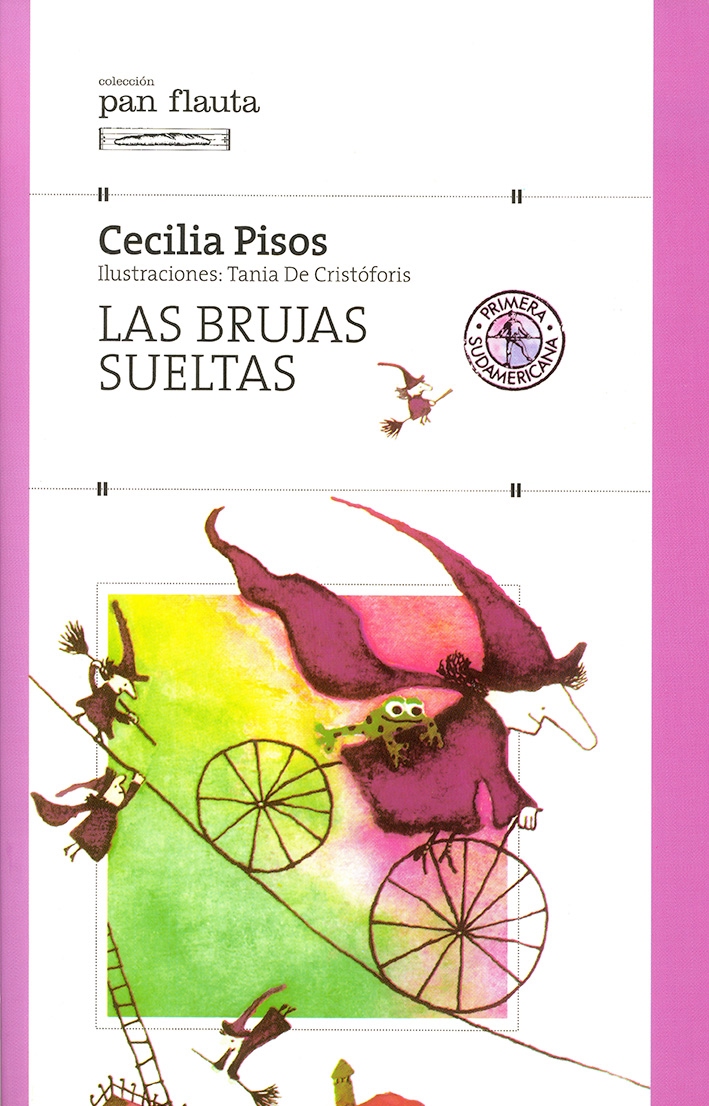 colección
pan flauta
Cecilia Pisos
Ilustraciones: Tania De Cristóforis
LAS BRUJAS
SUELTAS
PRIMERA
SUDAMERICANA